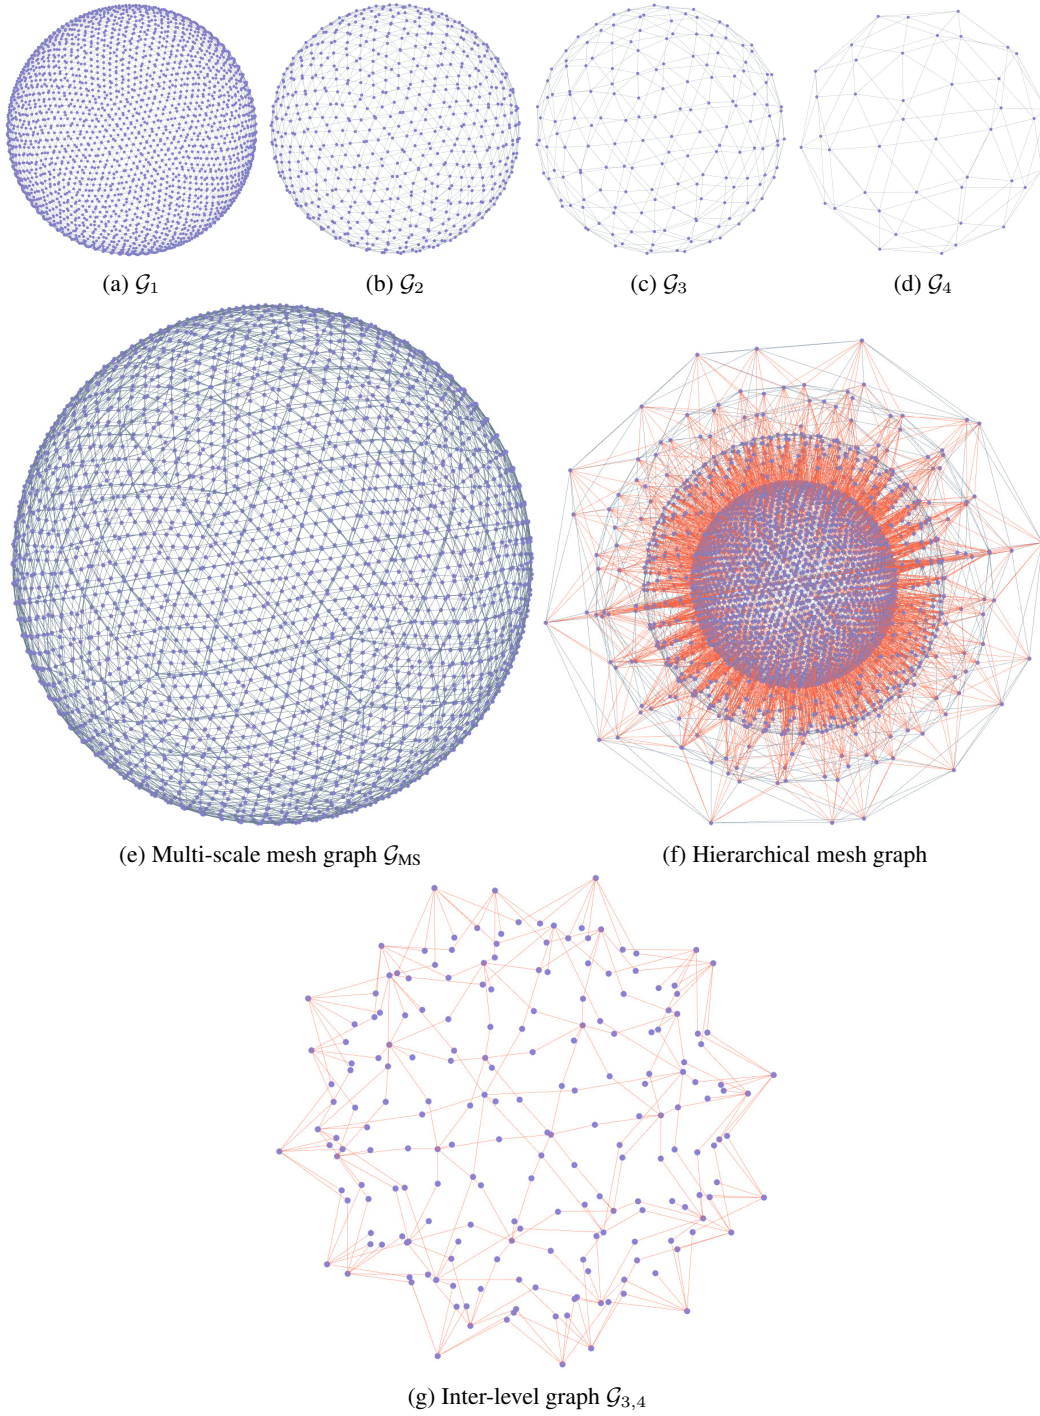 (a) 𝒢₁
(b) 𝒢₂
(c) 𝒢₃
(d) 𝒢₄
(e) Multi-scale mesh graph 𝒢_MS
(f) Hierarchical mesh graph
(g) Inter-level graph 𝒢₃,₄